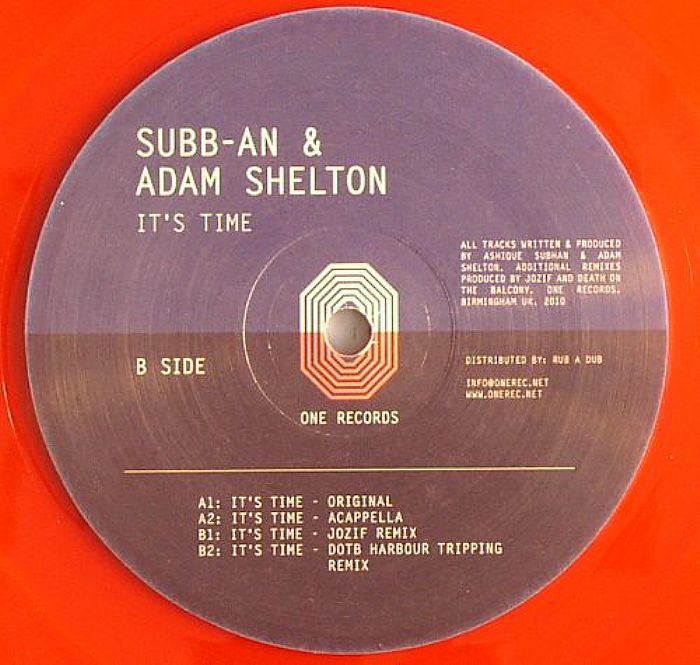 SUBB-AN &
ADAM SHELTON
IT'S TIME
ALL TRACKS WRITTEN & PRODUCED
BY ASHIQUE SUBHAN & ADAM
SHELTON. ADDITIONAL REMIXES
PRODUCED BY JOZIF AND DEATH ON
THE BALCONY. ONE RECORDS.
BIRMINGHAM UK, 2010
B SIDE
DISTRIBUTED BY: RUB A DUB
INFO@ONEREC.NET
WWW.ONEREC.NET
ONE RECORDS
A1: IT'S TIME - ORIGINAL
A2: IT'S TIME - ACAPPELLA
B1: IT'S TIME - JOZIF REMIX
B2: IT'S TIME - DOTB HARBOUR TRIPPING
REMIX